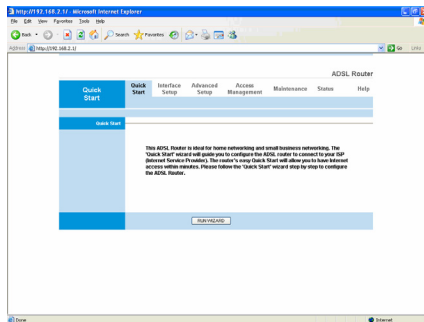 http://192.168.2.1/ - Microsoft Internet Explorer
File Edit View Favorites Tools Help
Back Search Favorites
Address http://192.168.2.1/ Go Links
ADSL Router
Quick Start
Quick Start Interface Setup Advanced Setup Access Management Maintenance Status Help
Quick Start
This ADSL Router is ideal for home networking and small business networking. The
'Quick Start' wizard will guide you to configure the ADSL router to connect to your ISP
(Internet Service Provider). The router's easy Quick Start will allow you to have Internet
access within minutes. Please follow the 'Quick Start' wizard step by step to configure
the ADSL Router.
RUN WIZARD
Done Internet